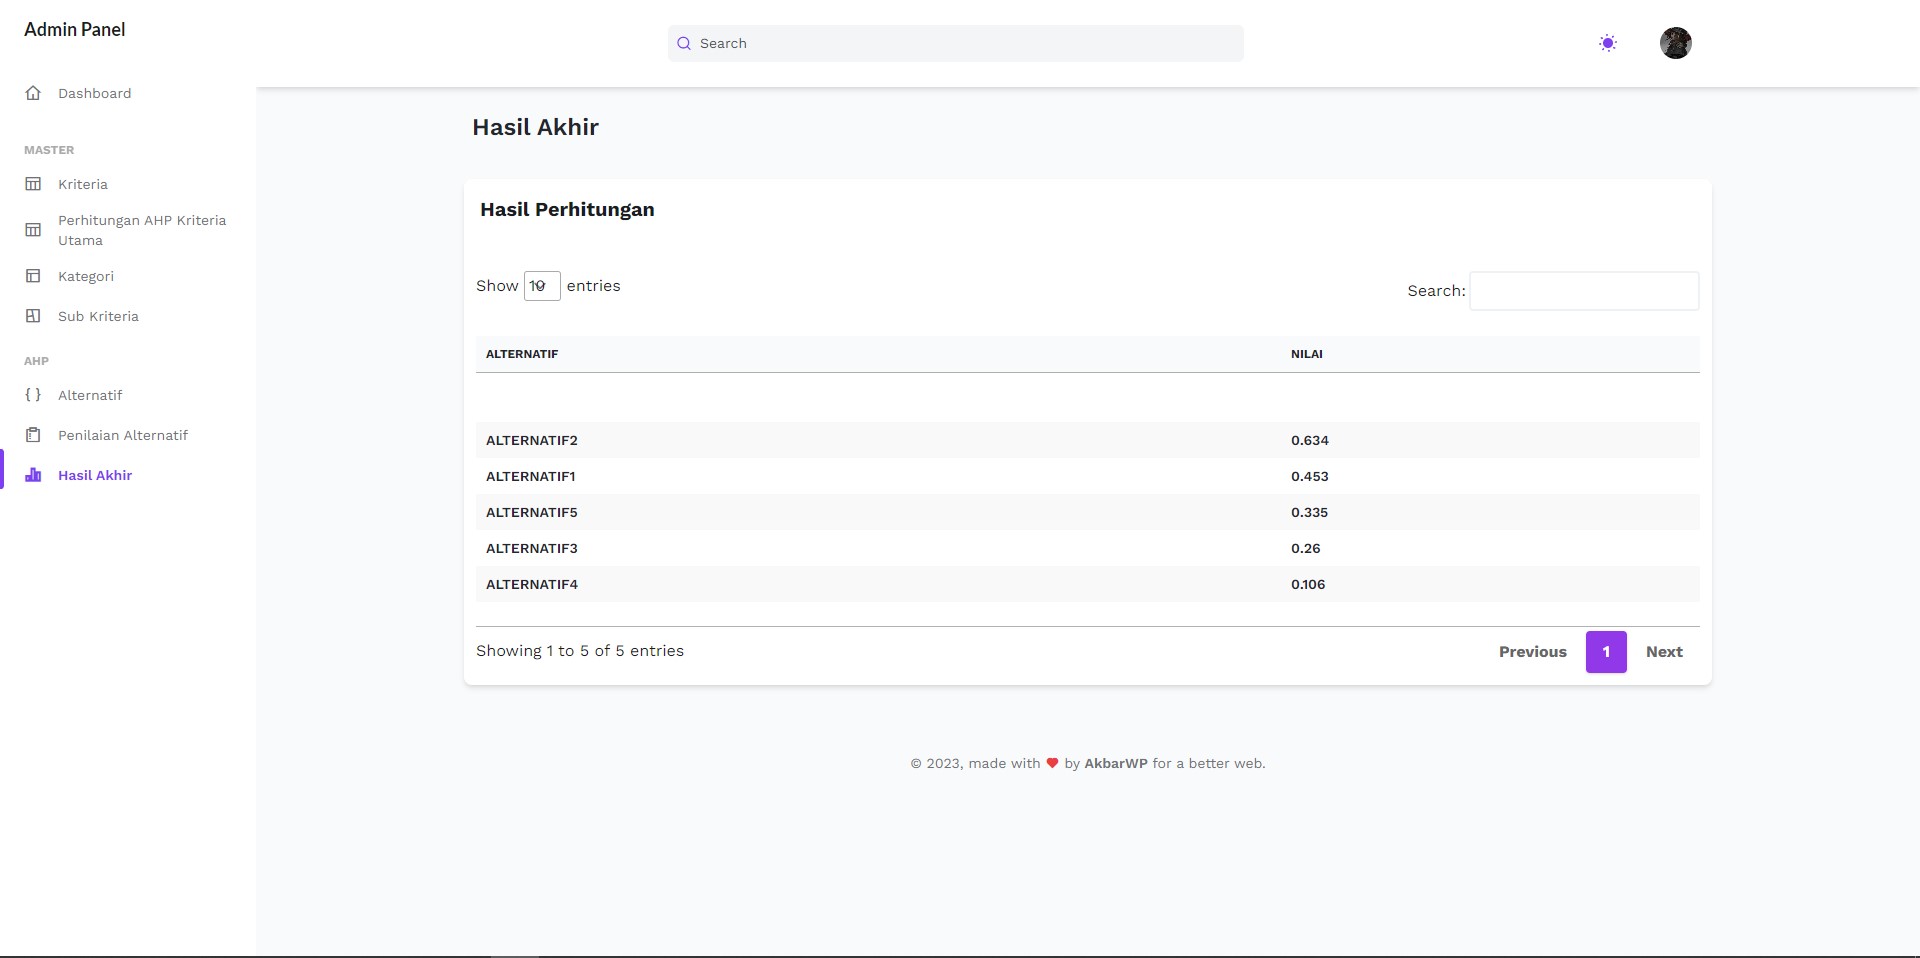 Admin Panel
Search
Dashboard
MASTER
Kriteria
Perhitungan AHP Kriteria
Utama
Kategori
Sub Kriteria
AHP
{ } Alternatif
Penilaian Alternatif
Hasil Akhir
Hasil Akhir
Hasil Perhitungan
Show 10 entries
Search:
ALTERNATIF NILAI
ALTERNATIF2 0.634
ALTERNATIF1 0.453
ALTERNATIF5 0.335
ALTERNATIF3 0.26
ALTERNATIF4 0.106
Showing 1 to 5 of 5 entries
Previous 1 Next
© 2023, made with ❤ by AkbarWP for a better web.